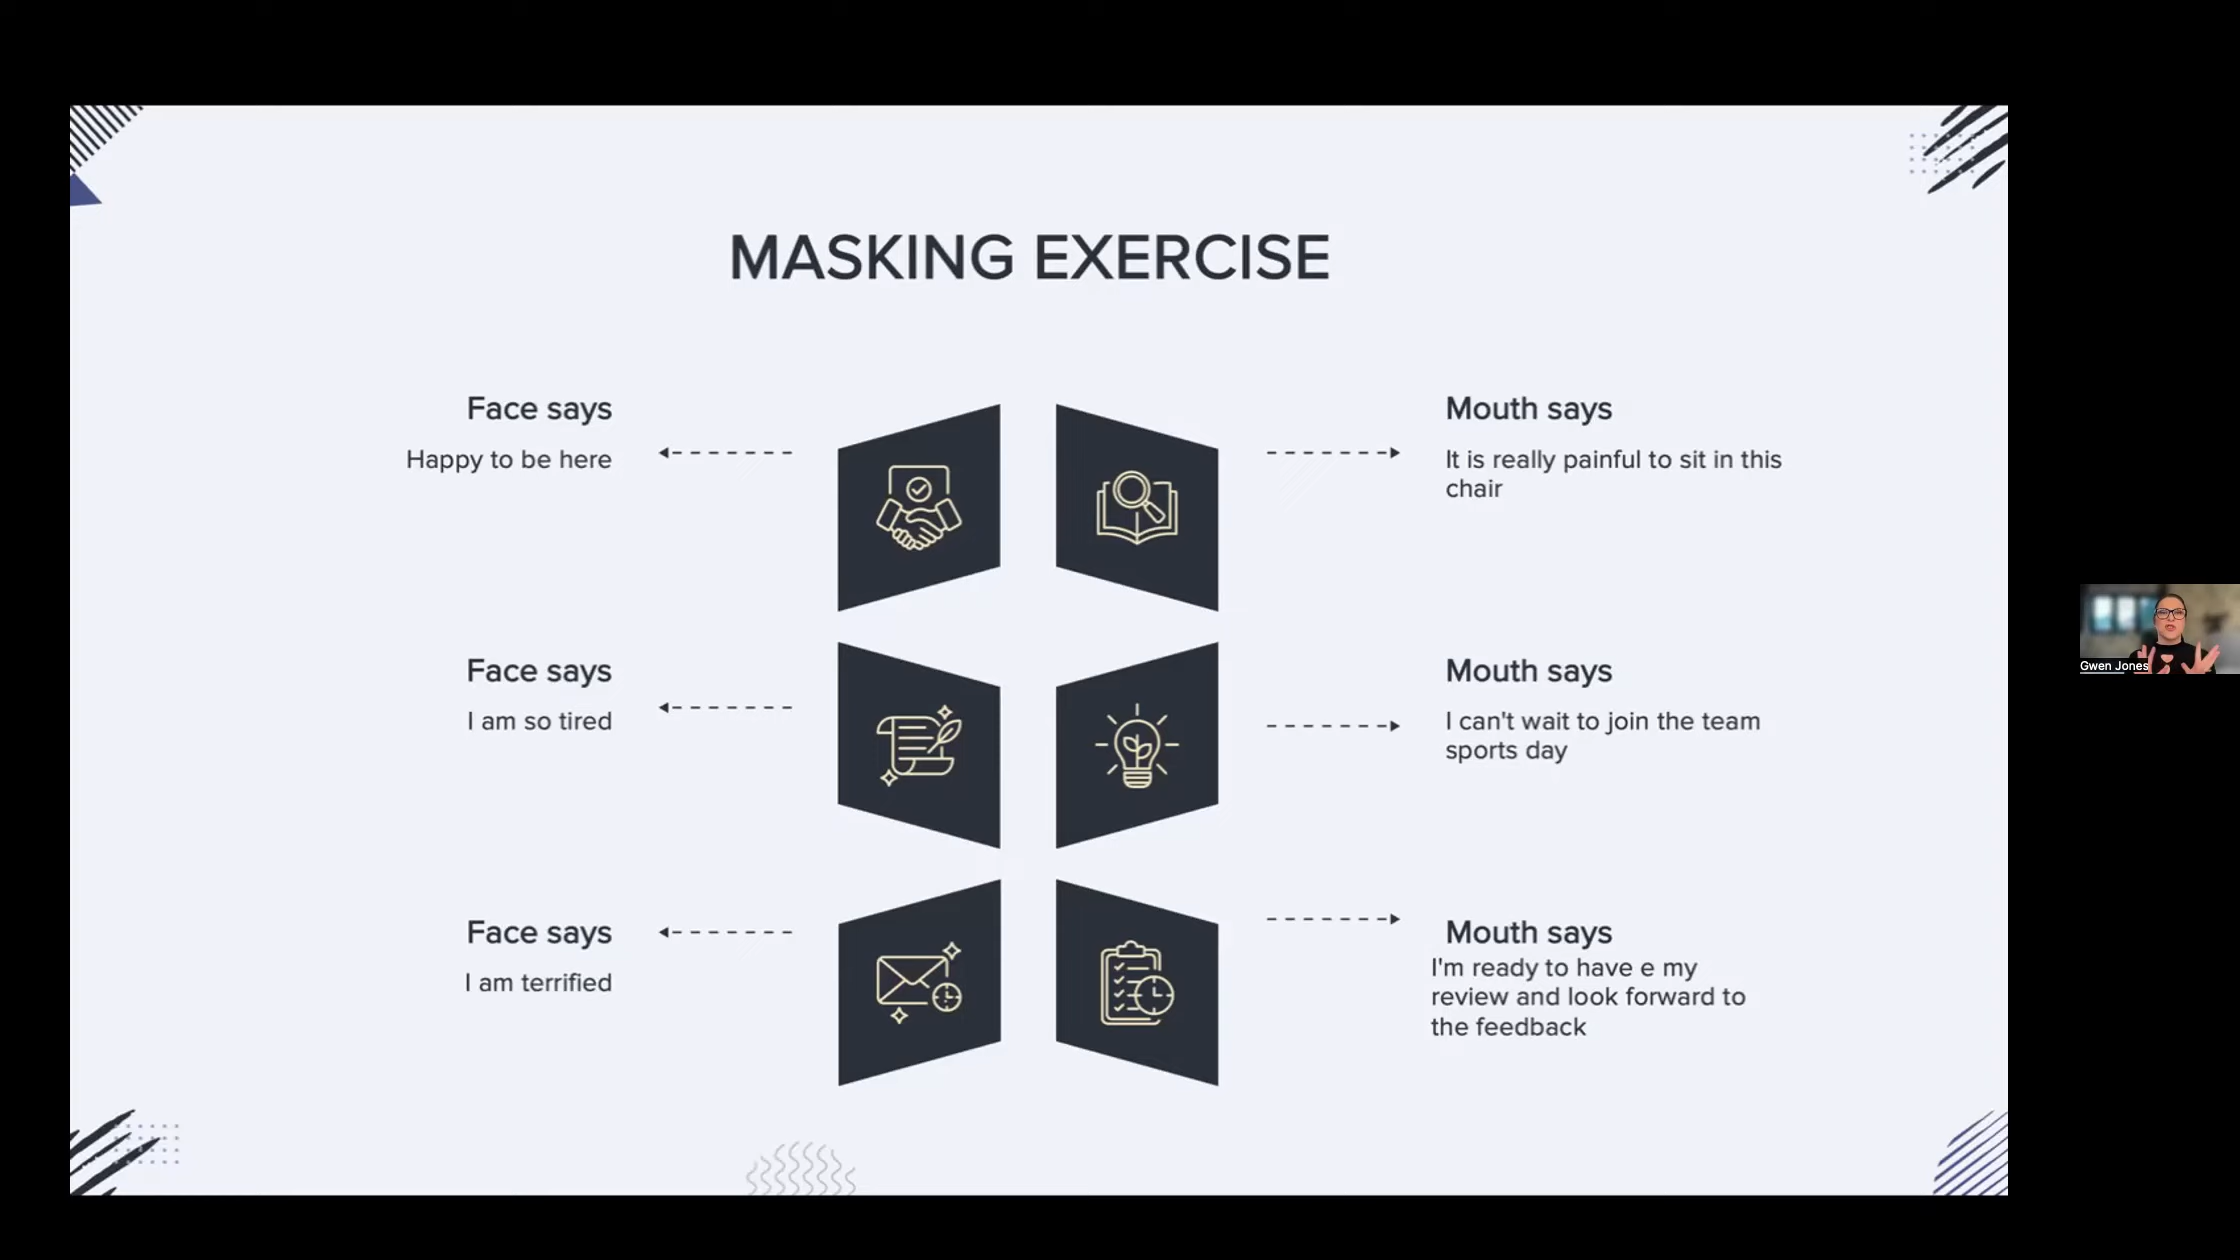 MASKING EXERCISE
Face says
Happy to be here
Mouth says
It is really painful to sit in this
chair
Face says
I am so tired
Mouth says
I can't wait to join the team
sports day
Face says
I am terrified
Mouth says
I'm ready to have e my
review and look forward to
the feedback
Gwen Jones